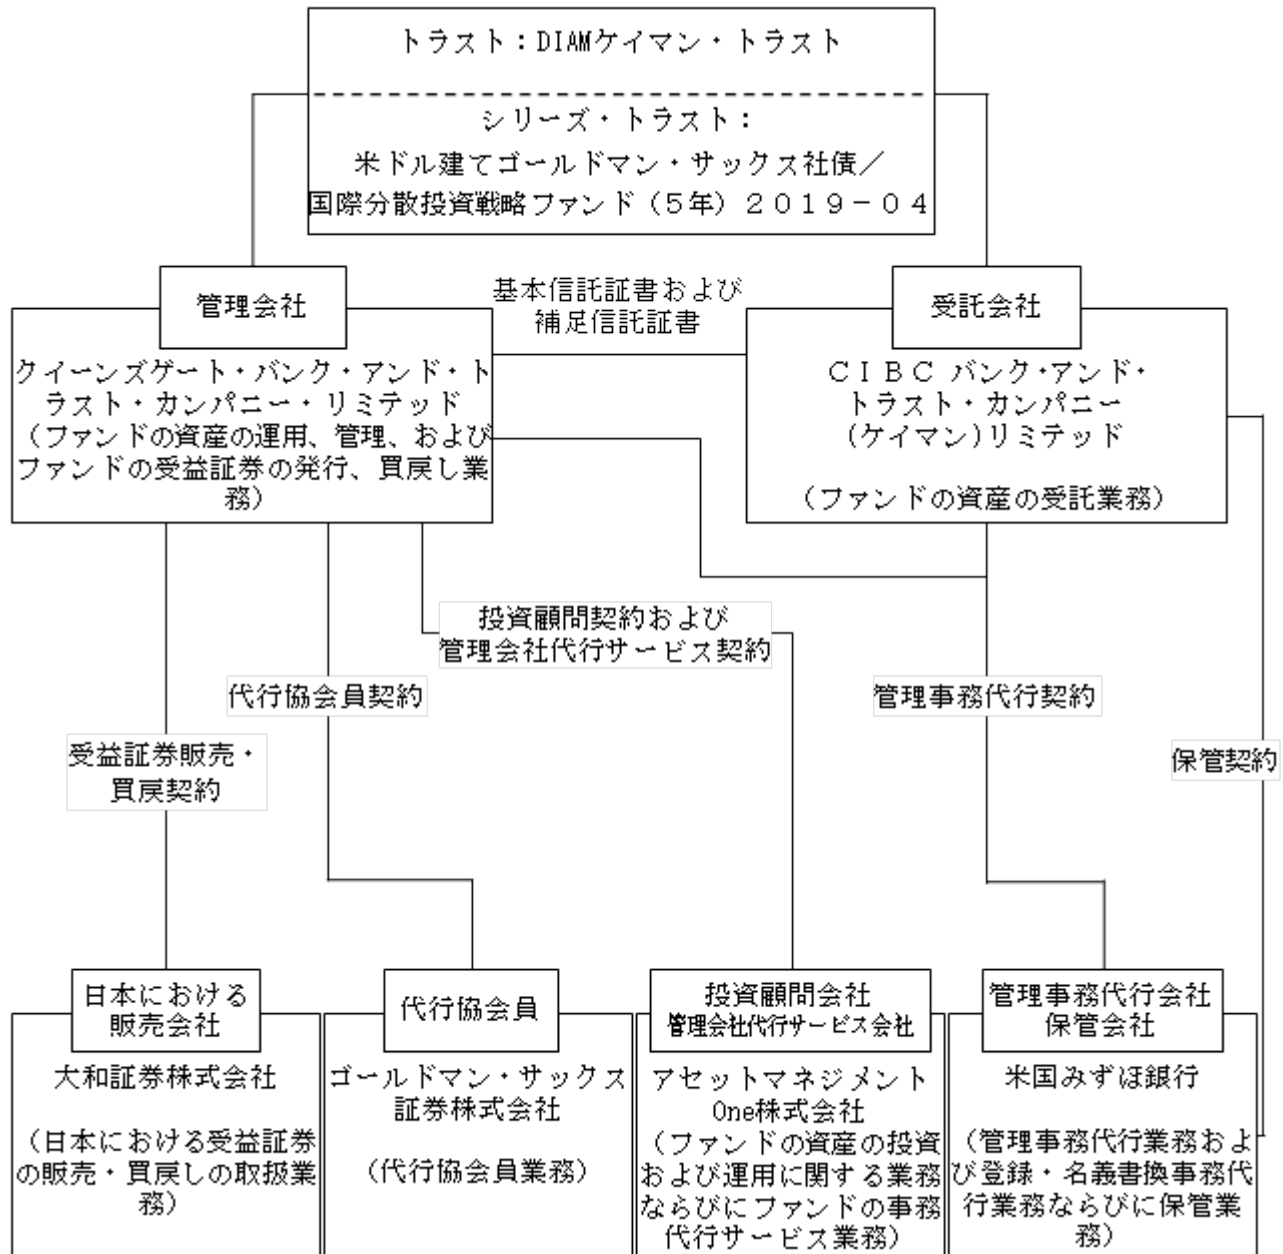 トラスト：DIAMケイマン・トラスト
シリーズ・トラスト：
米ドル建てゴールドマン・サックス社債／
国際分散投資戦略ファンド（5年）２０１９－０４
管理会社
クイーンズゲート・バンク・アンド・ト
ラスト・カンパニー・リミテッド
（ファンドの資産の運用、管理、および
ファンドの受益証券の発行、買戻し業
務）
基本信託証書および
補足信託証書
受託会社
ＣＩＢＣ バンク・アンド・
トラスト・カンパニー
(ケイマン)リミテッド
（ファンドの資産の受託業務）
投資顧問契約および
管理会社代行サービス契約
代行協会員契約
管理事務代行契約
受益証券販売・
買戻契約
保管契約
日本における
販売会社
大和証券株式会社
（日本における受益証券
の販売・買戻しの取扱業
務）
代行協会員
ゴールドマン・サックス
証券株式会社
（代行協会員業務）
投資顧問会社
管理会社代行サービス会社
アセットマネジメント
One株式会社
（ファンドの資産の投資
および運用に関する業務
ならびにファンドの事務
代行サービス業務）
管理事務代行会社
保管会社
米国みずほ銀行
（管理事務代行業務およ
び登録・名義書換事務代
行業務ならびに保管業
務）